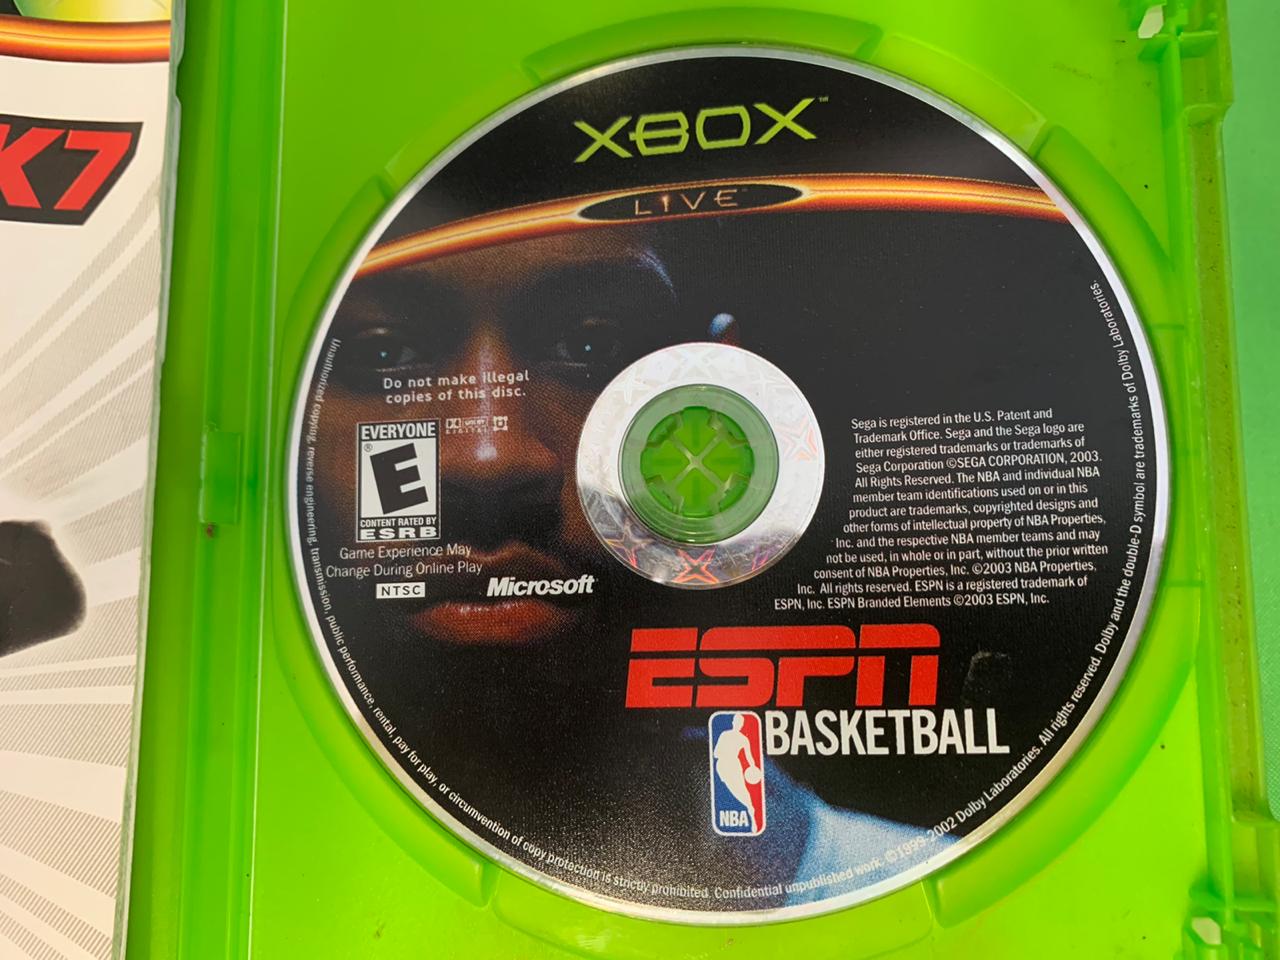 K7
XBOX™
LIVE
Do not make illegal
copies of this disc.
EVERYONE
E
®
CONTENT RATED BY
ESRB
DOLBY
DIGITAL
Game Experience May
Change During Online Play
NTSC
Microsoft
Sega is registered in the U.S. Patent and
Trademark Office. Sega and the Sega logo are
either registered trademarks or trademarks of
Sega Corporation ©SEGA CORPORATION, 2003.
All Rights Reserved. The NBA and individual NBA
member team identifications used on or in this
product are trademarks, copyrighted designs and
other forms of intellectual property of NBA Properties,
Inc. and the respective NBA member teams and may
not be used, in whole or in part, without the prior written
consent of NBA Properties, Inc. ©2003 NBA Properties.
Inc. All rights reserved. ESPN is a registered trademark of
ESPN, Inc. ESPN Branded Elements ©2003 ESPN, Inc.
ESPN
BASKETBALL
NBA
Unauthorized copying, reverse engineering, transmission, public performance, rental, pay for play, or circumvention of copy protection is strictly prohibited. Confidential unpublished work. ©1999-2002 Dolby Laboratories. All rights reserved. Dolby and the double-D symbol are trademarks of Dolby Laboratories.